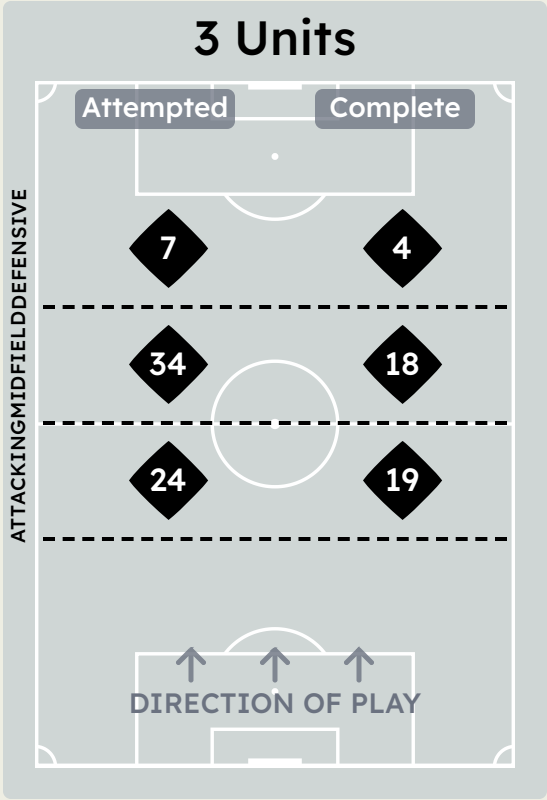 3 Units
Attempted Complete
ATTACKINGMIDFIELDDEFENSIVE
7 4
34 18
24 19
DIRECTION OF PLAY